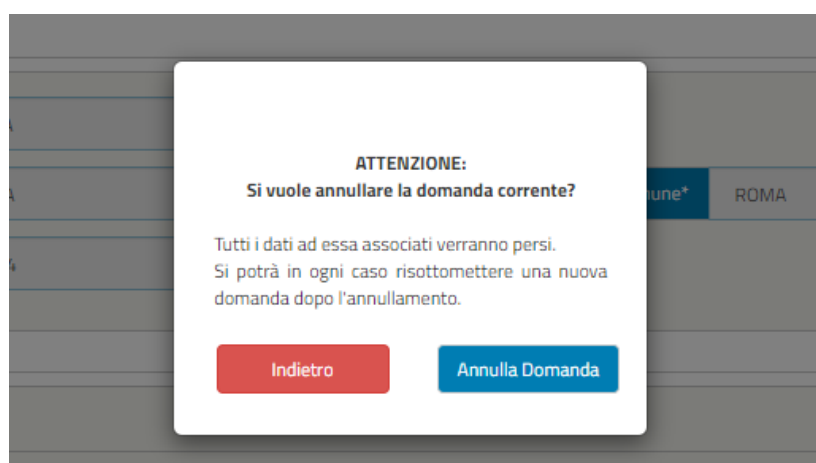 ATTENZIONE:
Si vuole annullare la domanda corrente?
ROMA
Tutti i dati ad essa associati verranno persi.
Si potrà in ogni caso risottomettere una nuova
domanda dopo l'annullamento.
Indietro
Annulla Domanda